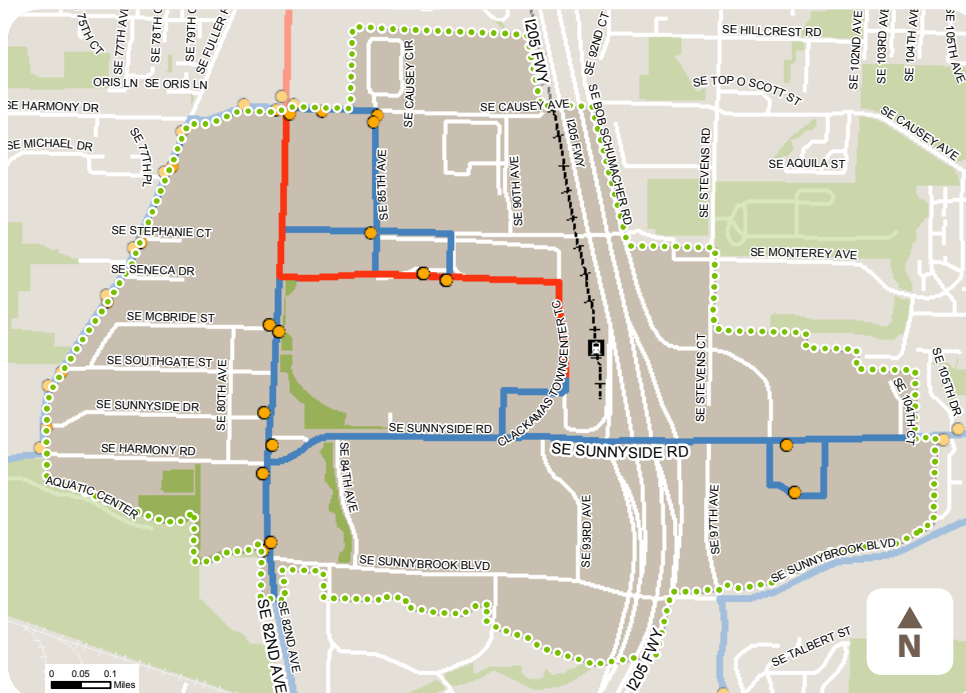 75TH CT
SE 77TH AVE
SE 78TH CT
SE 79TH CT
SE FULLER R
ORIS LN
SE ORIS LN
SE HARMONY DR
SE MICHAEL DR
SE 77TH PL
SE CAUSEY CIR
SE CAUSEY AVE
I205 FWY
SE 92ND CT
SE HILLCREST RD
SE 102ND AVE
SE 103RD AVE
SE 104TH AVE
SE 105TH AVE
SE TOP O SCOTT ST
SE CAUSEY AVE
SE AQUILA ST
I205 FWY
SE BOB SCHUMACHER RD
SE STEVENS RD
SE 85TH AVE
SE 90TH AVE
SE STEPHANIE CT
SE SENECA DR
SE MONTEREY AVE
SE MCBRIDE ST
SE SOUTHGATE ST
SE 80TH AVE
SE SUNNYSIDE DR
SE HARMONY RD
CLACKAMAS TOWNCENTER TC
SE STEVENS CT
SE 104TH CT
SE 105TH DR
SE SUNNYSIDE RD
SE SUNNYSIDE RD
AQUATIC CENTER
SE 84TH AVE
SE 93RD AVE
SE 97TH AVE
SE SUNNYBROOK BLVD
SE SUNNYBROOK BLVD
SE 82ND AVE
SE 82ND AVE
I205 FWY
SE TALBERT ST
N
0 0.05 0.1
Miles